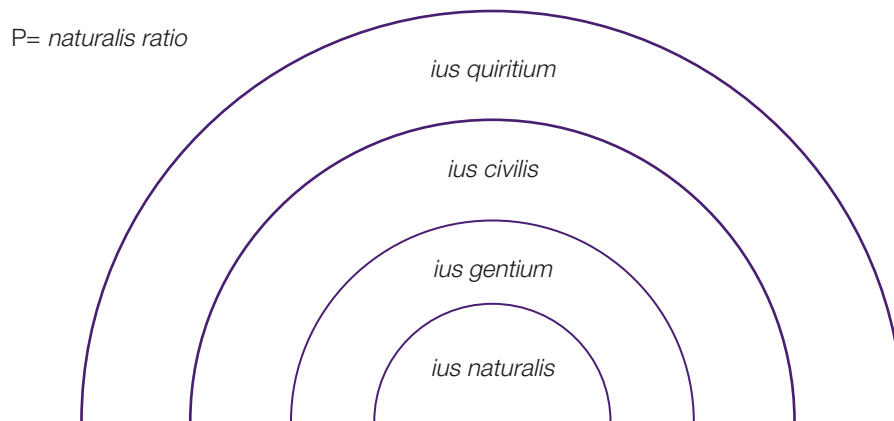 P= naturalis ratio
ius quiritium
ius civilis
ius gentium
ius naturalis